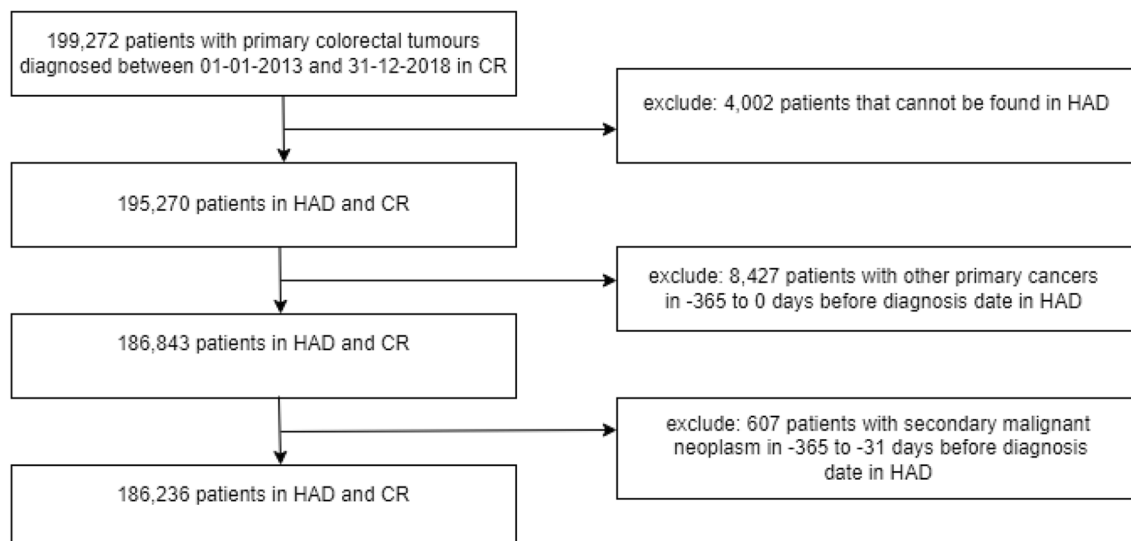 199,272 patients with primary colorectal tumours
diagnosed between 01-01-2013 and 31-12-2018 in CR
exclude: 4,002 patients that cannot be found in HAD
195,270 patients in HAD and CR
exclude: 8,427 patients with other primary cancers
in -365 to 0 days before diagnosis date in HAD
186,843 patients in HAD and CR
exclude: 607 patients with secondary malignant
neoplasm in -365 to -31 days before diagnosis
date in HAD
186,236 patients in HAD and CR